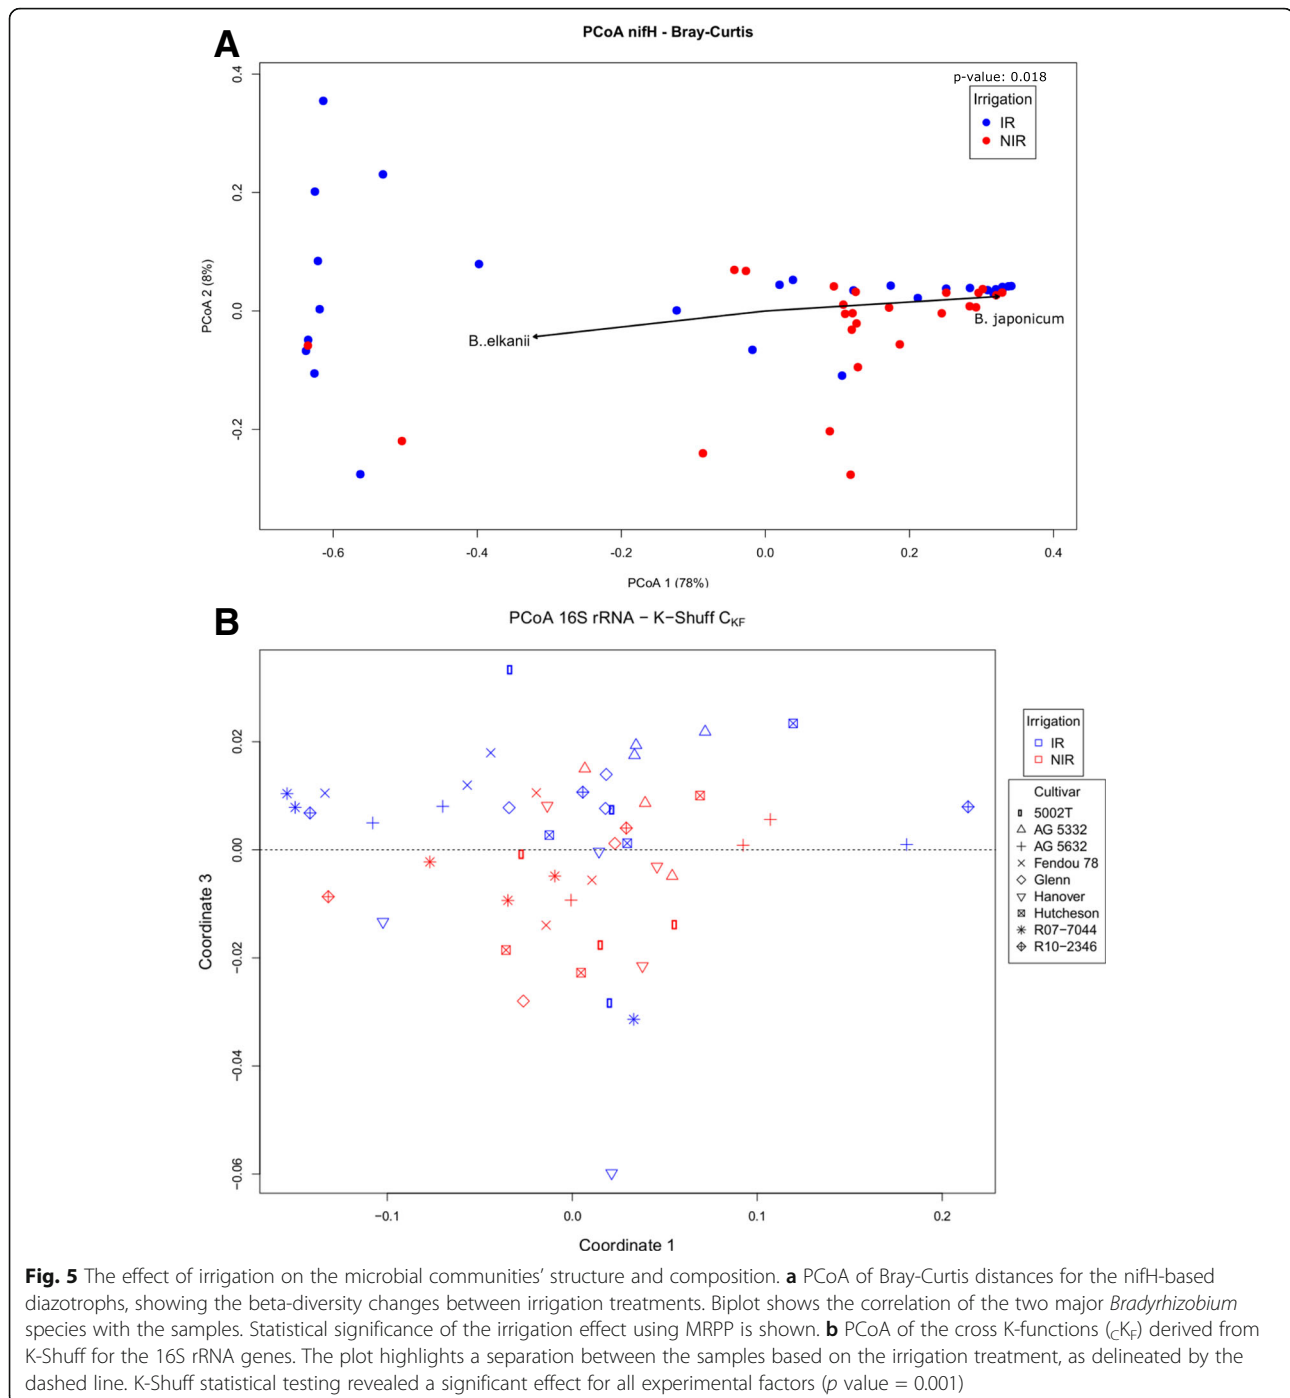 A
PCoA nifH - Bray-Curtis
p-value: 0.018
Irrigation
IR
NIR
0.4
0.2
0.0
-0.2
PCoA 2 (8%)
B..elkanii
B. japonicum
-0.6 -0.4 -0.2 0.0 0.2 0.4
PCoA 1 (78%)
B
PCoA 16S rRNA − K−Shuff CKF
0.02
0.00
−0.02
−0.04
−0.06
Coordinate 3
−0.1 0.0 0.1 0.2
Coordinate 1
Irrigation
IR
NIR
Cultivar
5002T
AG 5332
AG 5632
Fendou 78
Glenn
Hanover
Hutcheson
R07−7044
R10−2346
Fig. 5 The effect of irrigation on the microbial communities’ structure and composition. a PCoA of Bray-Curtis distances for the nifH-based
diazotrophs, showing the beta-diversity changes between irrigation treatments. Biplot shows the correlation of the two major Bradyrhizobium
species with the samples. Statistical significance of the irrigation effect using MRPP is shown. b PCoA of the cross K-functions (CKF) derived from
K-Shuff for the 16S rRNA genes. The plot highlights a separation between the samples based on the irrigation treatment, as delineated by the
dashed line. K-Shuff statistical testing revealed a significant effect for all experimental factors (p value = 0.001)